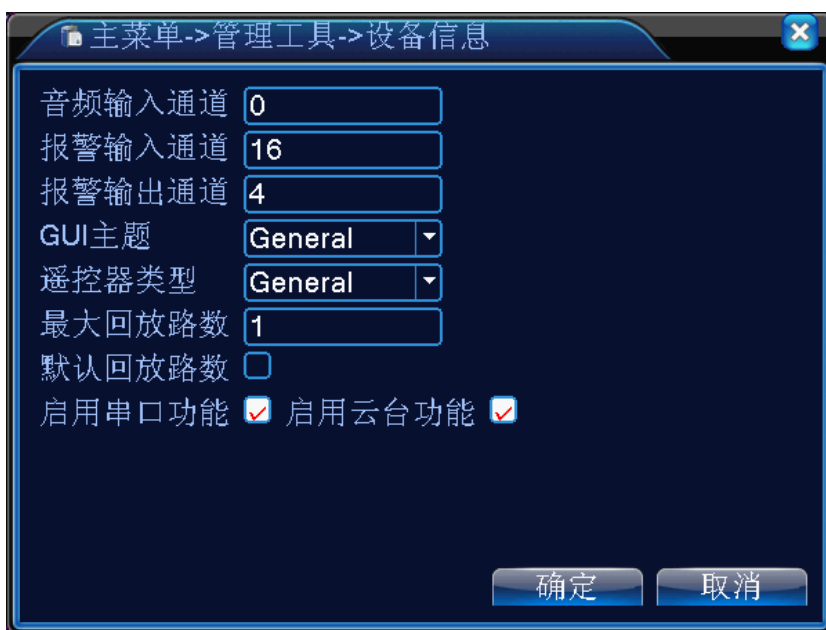 主菜单->管理工具->设备信息
音频输入通道 0
报警输入通道 16
报警输出通道 4
GUI主题 General
遥控器类型 General
最大回放路数 1
默认回放路数
启用串口功能 启用云台功能
确定 取消